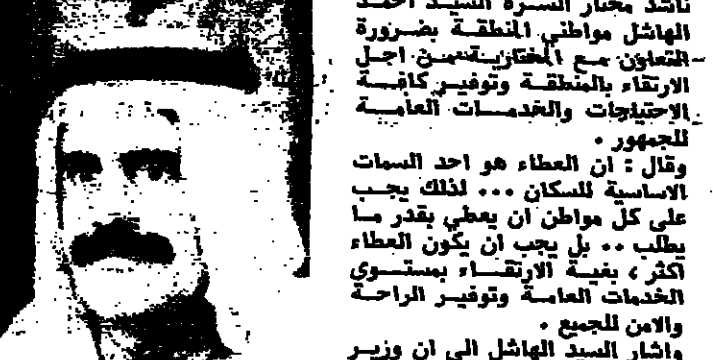 ناشد مختار السرة السيد احمد
الهاشل مواطني المنطقة بضرورة
التعاون مع المختارية من اجل
الارتقاء بالمنطقة وتوفير كافة
الاحتياجات والخدمات العامة
للجمهور .
وقال : ان العطاء هو احد السمات
الاساسية للسكان ... لذلك يجب
على كل مواطن ان يعطي بقدر ما
يطلب .. بل يجب ان يكون العطاء
اكثر ، بغية الارتقاء بمستوى
الخدمات العامة وتوفير الراحة
والامن للجميع .
واشار السيد الهاشل الى ان وزير